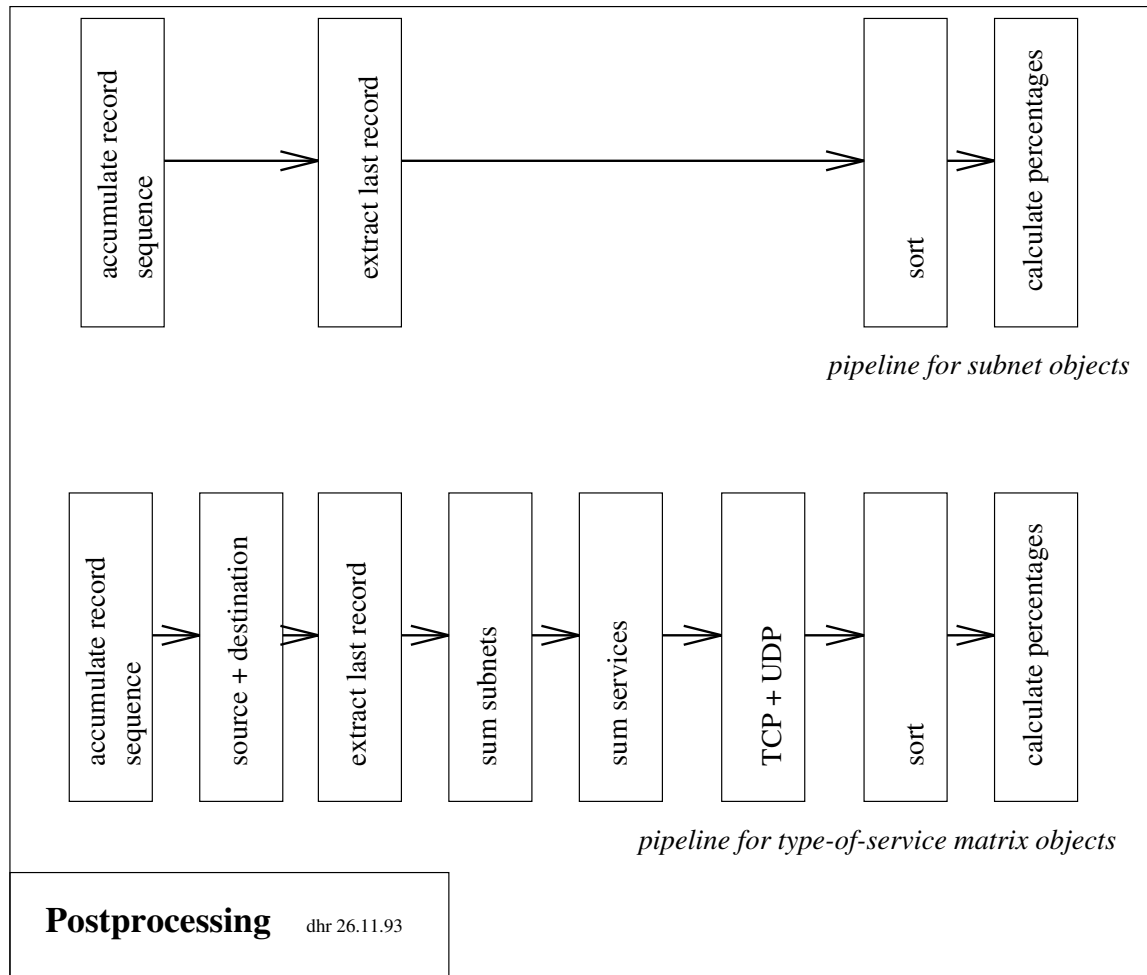 accumulate record
sequence
extract last record
sort
calculate percentages
pipeline for subnet objects
accumulate record
sequence
source + destination
extract last record
sum subnets
sum services
TCP + UDP
sort
calculate percentages
pipeline for type-of-service matrix objects
Postprocessing dhr 26.11.93